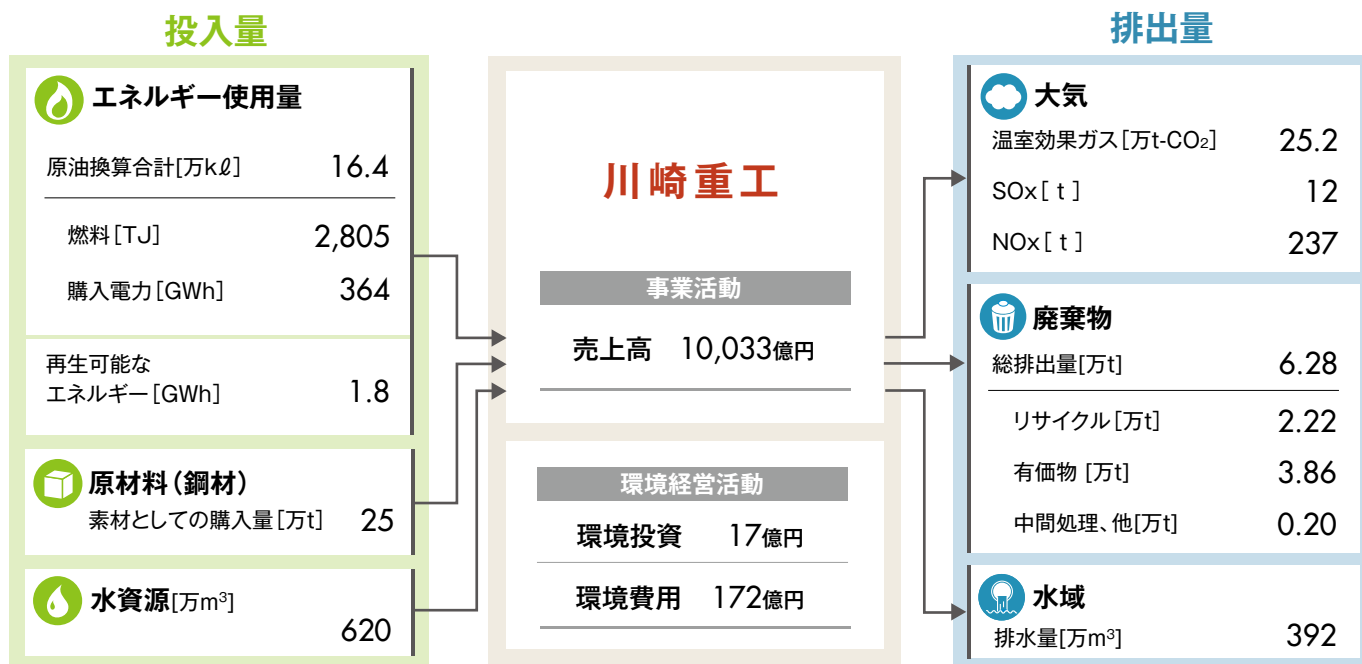 投入量
エネルギー使用量
原油換算合計[万kℓ] 16.4
燃料[TJ] 2,805
購入電力[GWh] 364
再生可能な
エネルギー[GWh] 1.8
原材料(鋼材)
素材としての購入量[万t] 25
水資源[万m³]
620
川崎重工
事業活動
売上高 10,033億円
環境経営活動
環境投資 17億円
環境費用 172億円
排出量
大気
温室効果ガス[万t-CO₂] 25.2
SOx[ t ] 12
NOx[ t ] 237
廃棄物
総排出量[万t] 6.28
リサイクル[万t] 2.22
有価物 [万t] 3.86
中間処理、他[万t] 0.20
水域
排水量[万m³] 392